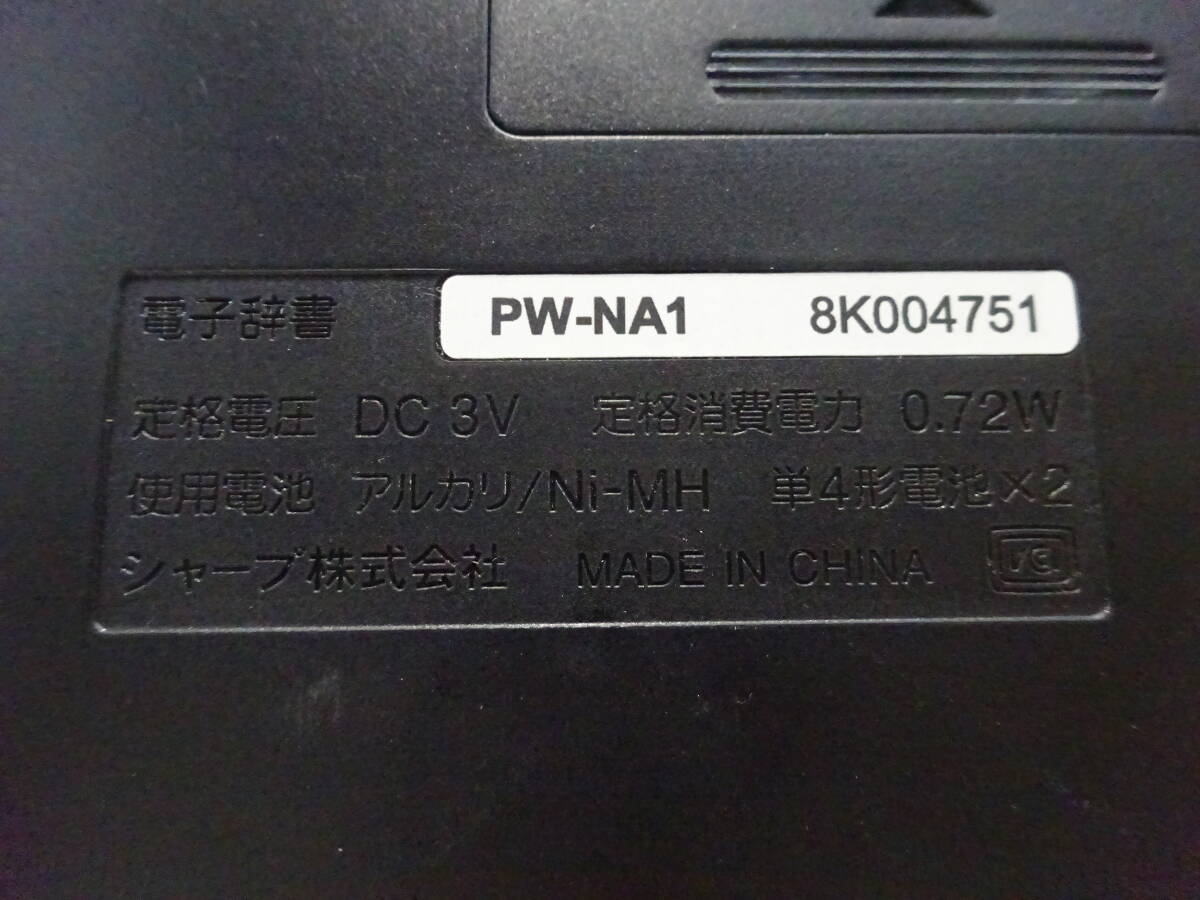 電子辞書 PW-NA1 8K004751
定格電圧 DC 3V 定格消費電力 0.72W
使用電池 アルカリ/Ni-MH 単4形電池×2
シャープ株式会社 MADE IN CHINA